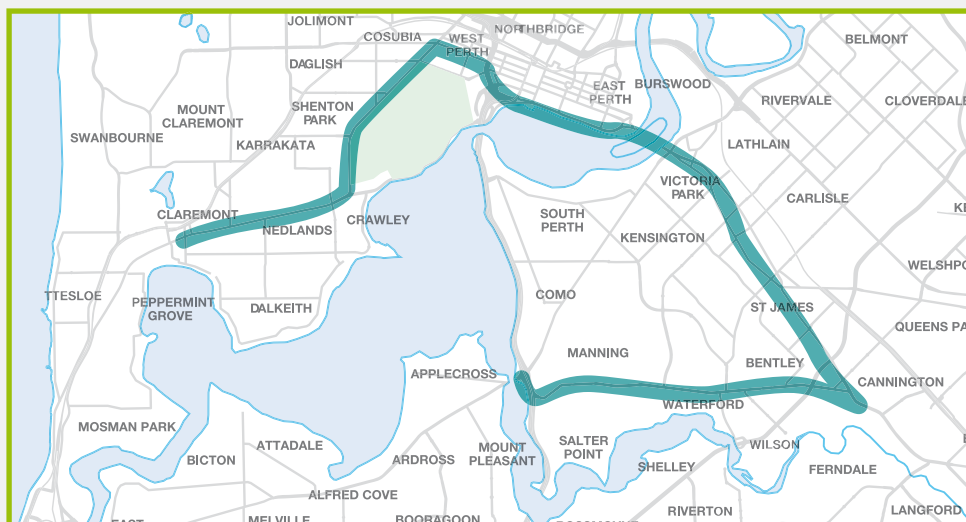 JOLIMONT
NORTHBRIDGE
COSUBIA
WEST
PERTH
BELMONT
DAGLISH
EAST
PERTH
BURSWOOD
RIVERVALE
CLOVERDALE
SHENTON
PARK
MOUNT
CLAREMONT
SWANBOURNE
KARRAKATA
LATHLAIN
VICTORIA
PARK
CARLISLE
CLAREMONT
CRAWLEY
NEDLANDS
SOUTH
PERTH
KENSINGTON
KE
WELSHPO
TTESLOE
PEPPERMINT
GROVE
DALKEITH
COMO
ST JAMES
QUEENS PA
MANNING
BENTLEY
APPLECROSS
CANNINGTON
WATERFORD
MOSMAN PARK
BICTON
ATTADALE
ARDROSS
MOUNT
PLEASANT
SALTER
POINT
WILSON
SHELLEY
FERNDALE
ALFRED COVE
RIVERTON
LANGFORD
EAST
MELVILLE
BOORAGOON